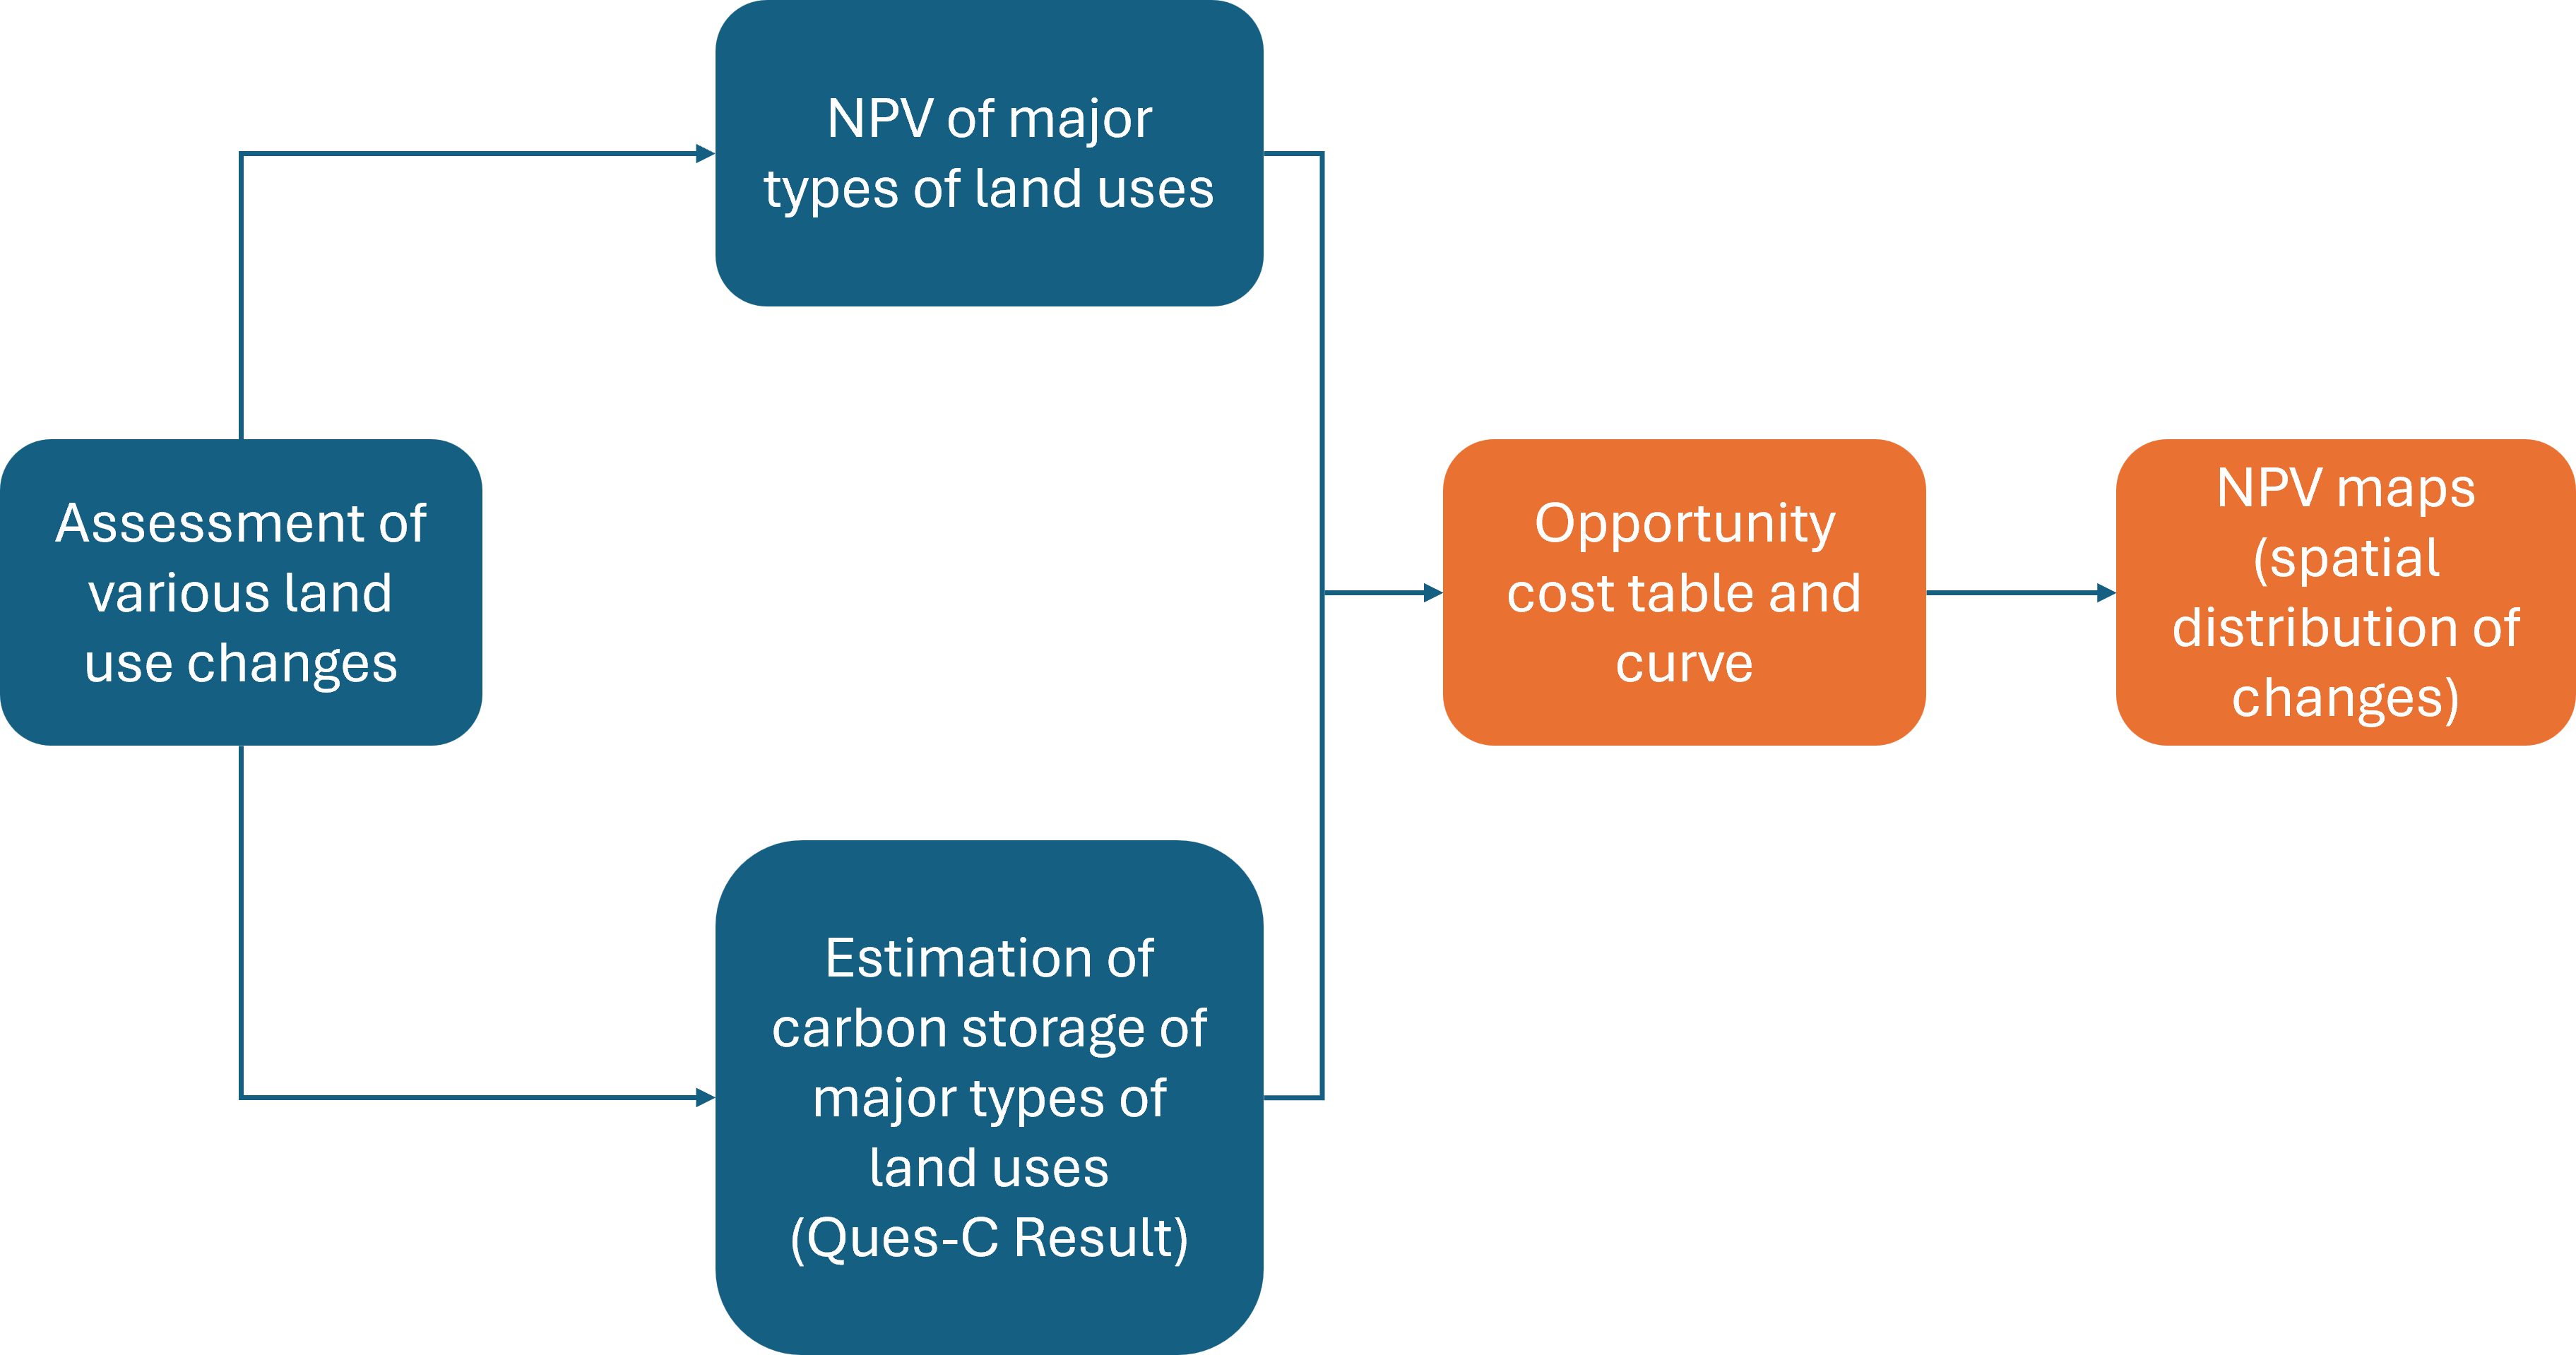 NPV of major
types of land uses
Assessment of
various land
use changes
Estimation of
carbon storage of
major types of
land uses
(Ques-C Result)
Opportunity
cost table and
curve
NPV maps
(spatial
distribution of
changes)